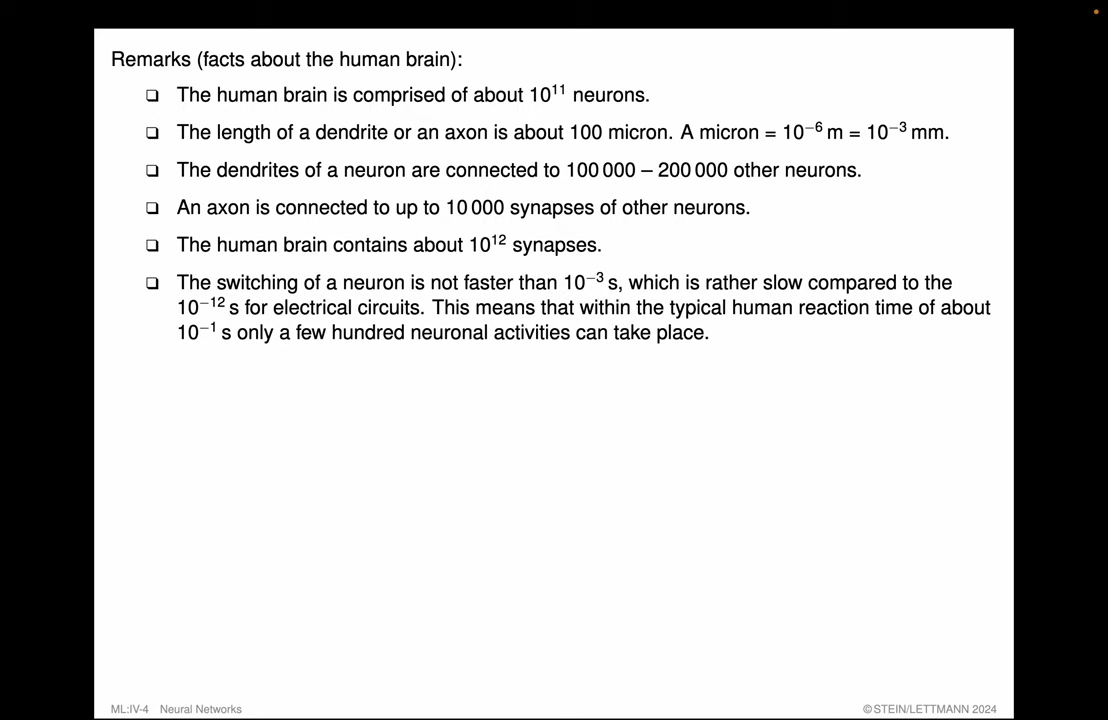 Remarks (facts about the human brain):
❑ The human brain is comprised of about 10¹¹ neurons.
❑ The length of a dendrite or an axon is about 100 micron. A micron = 10⁻⁶ m = 10⁻³ mm.
❑ The dendrites of a neuron are connected to 100 000 – 200 000 other neurons.
❑ An axon is connected to up to 10 000 synapses of other neurons.
❑ The human brain contains about 10¹² synapses.
❑ The switching of a neuron is not faster than 10⁻³ s, which is rather slow compared to the
10⁻¹² s for electrical circuits. This means that within the typical human reaction time of about
10⁻¹ s only a few hundred neuronal activities can take place.
ML:IV-4 Neural Networks
©STEIN/LETTMANN 2024